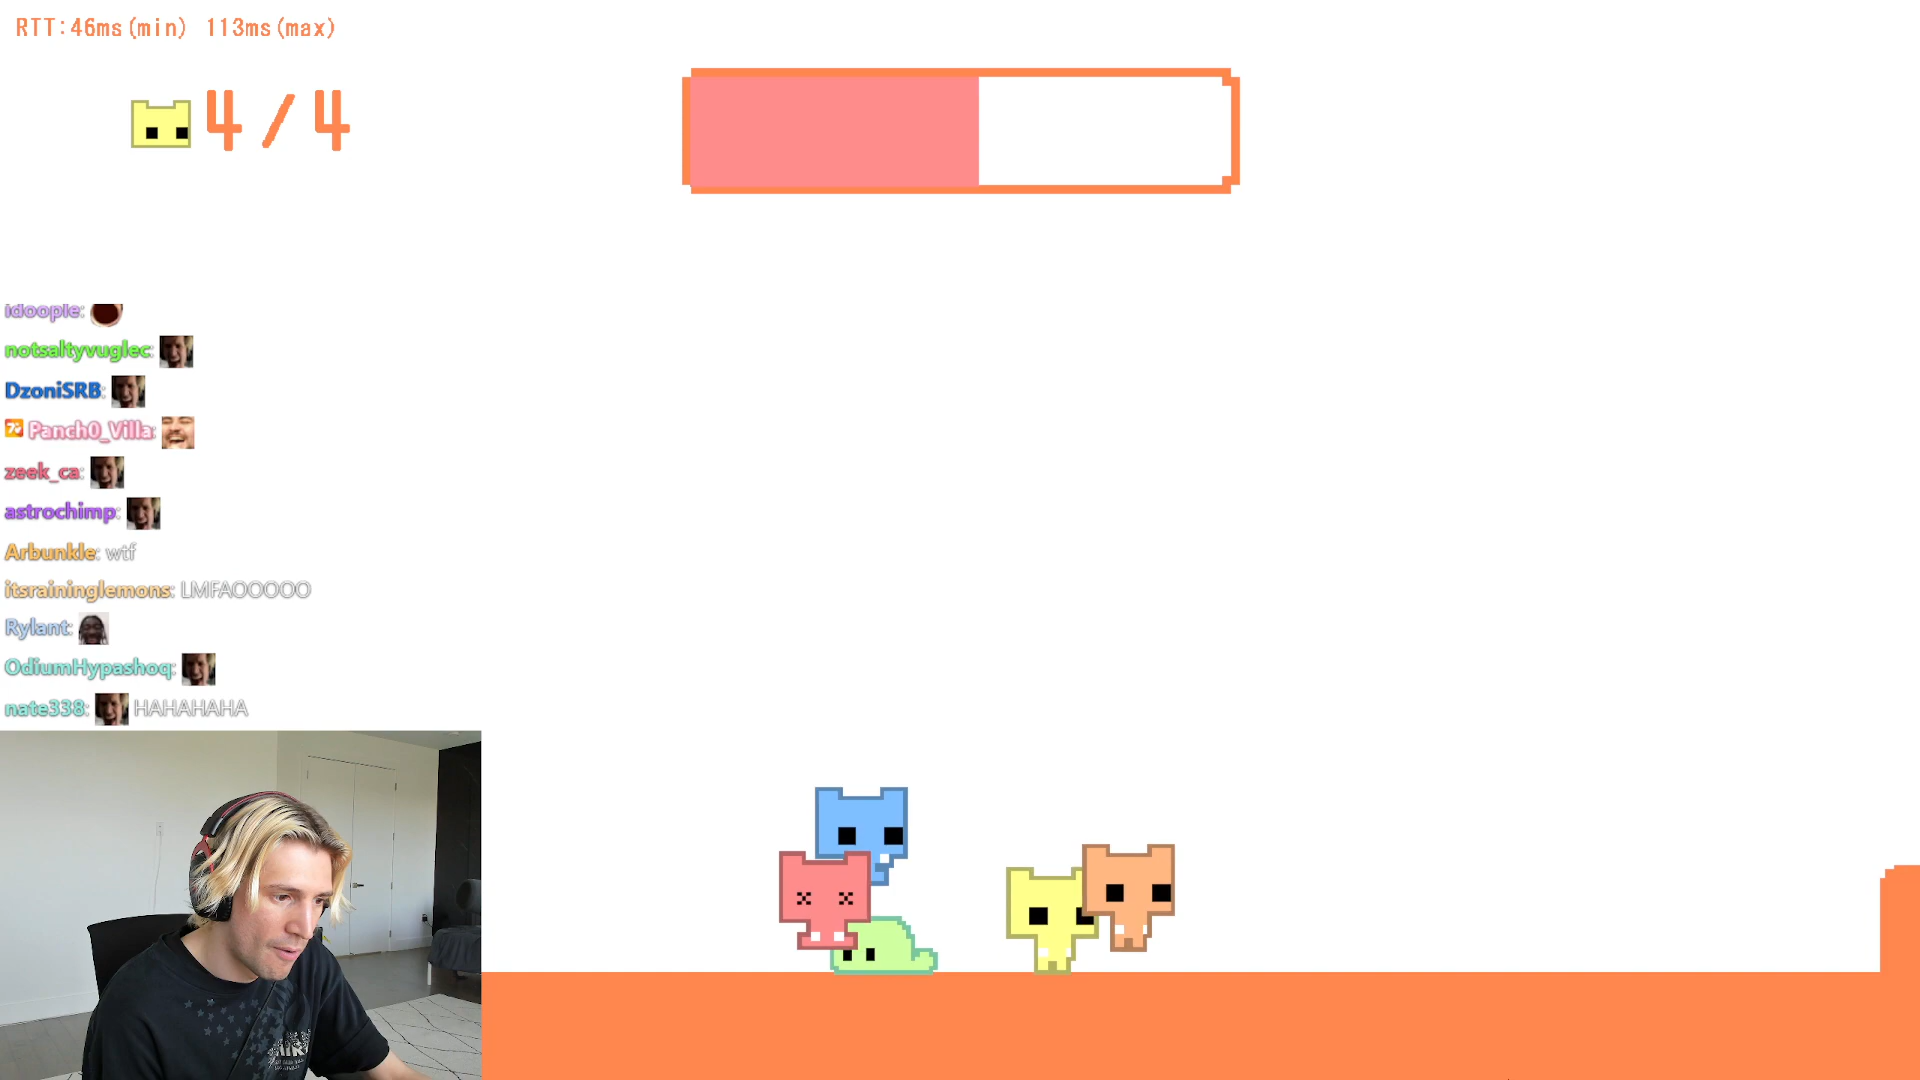 RTT:46ms(min) 113ms(max)
4/4
idoople:
notsaltyvuglec:
DzoniSRB:
Panch0_Villa:
zeek_ca:
astrochimp:
Arbunkle: wtf
itsraininglemons: LMFAOOOOO
Rylant:
OdiumHypashoq:
nate338: HAHAHAHA